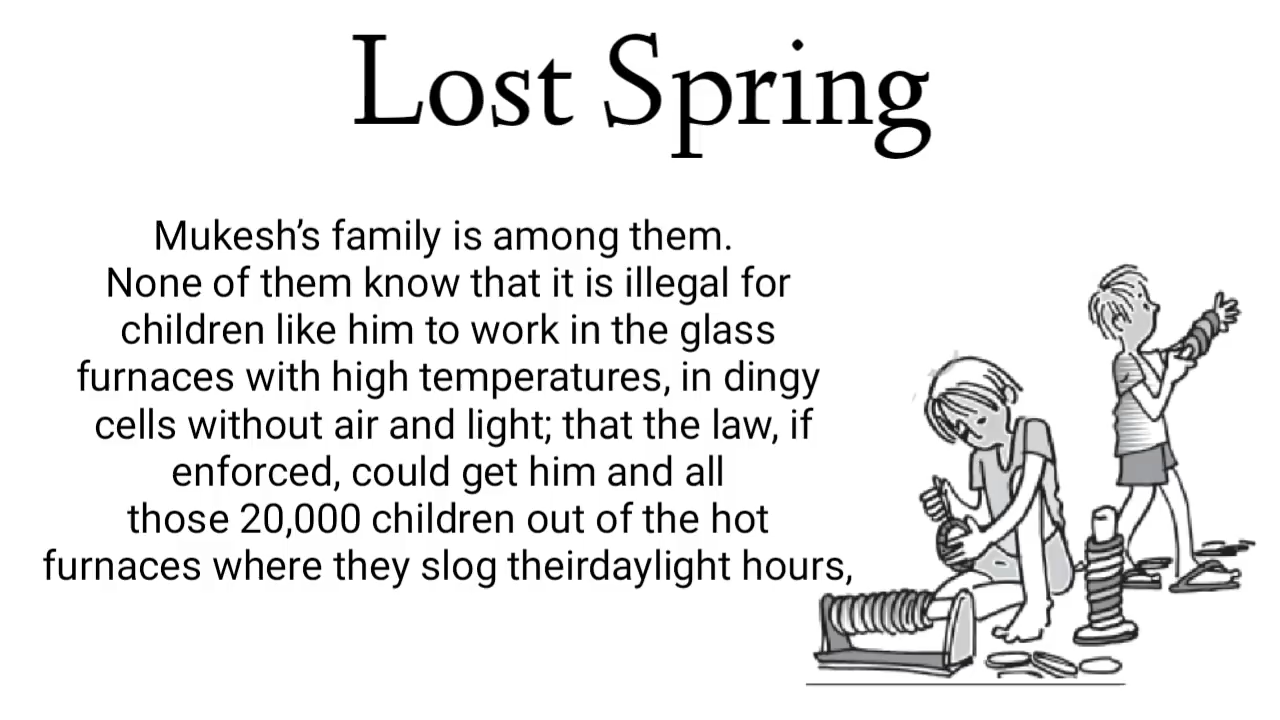 Lost Spring
Mukesh’s family is among them.
None of them know that it is illegal for
children like him to work in the glass
furnaces with high temperatures, in dingy
cells without air and light; that the law, if
enforced, could get him and all
those 20,000 children out of the hot
furnaces where they slog theirdaylight hours,